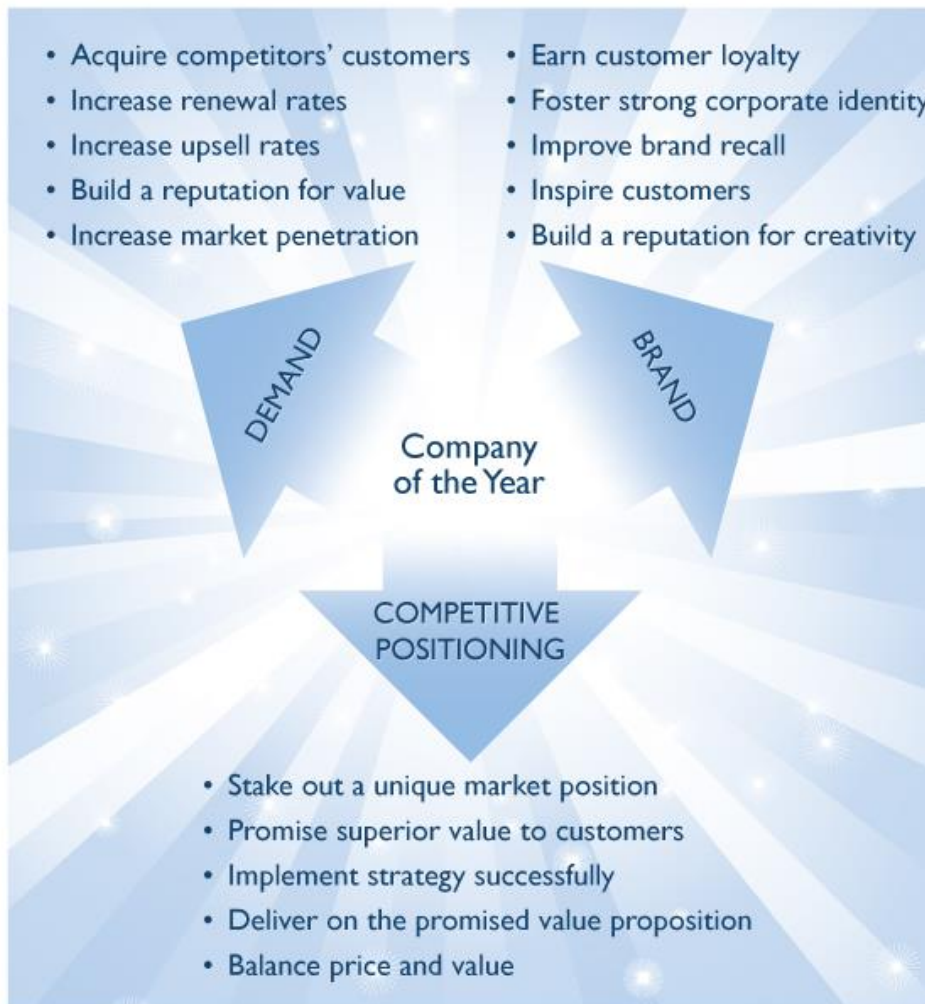 • Acquire competitors’ customers
• Increase renewal rates
• Increase upsell rates
• Build a reputation for value
• Increase market penetration
• Earn customer loyalty
• Foster strong corporate identity
• Improve brand recall
• Inspire customers
• Build a reputation for creativity
DEMAND
BRAND
Company
of the Year
COMPETITIVE
POSITIONING
• Stake out a unique market position
• Promise superior value to customers
• Implement strategy successfully
• Deliver on the promised value proposition
• Balance price and value